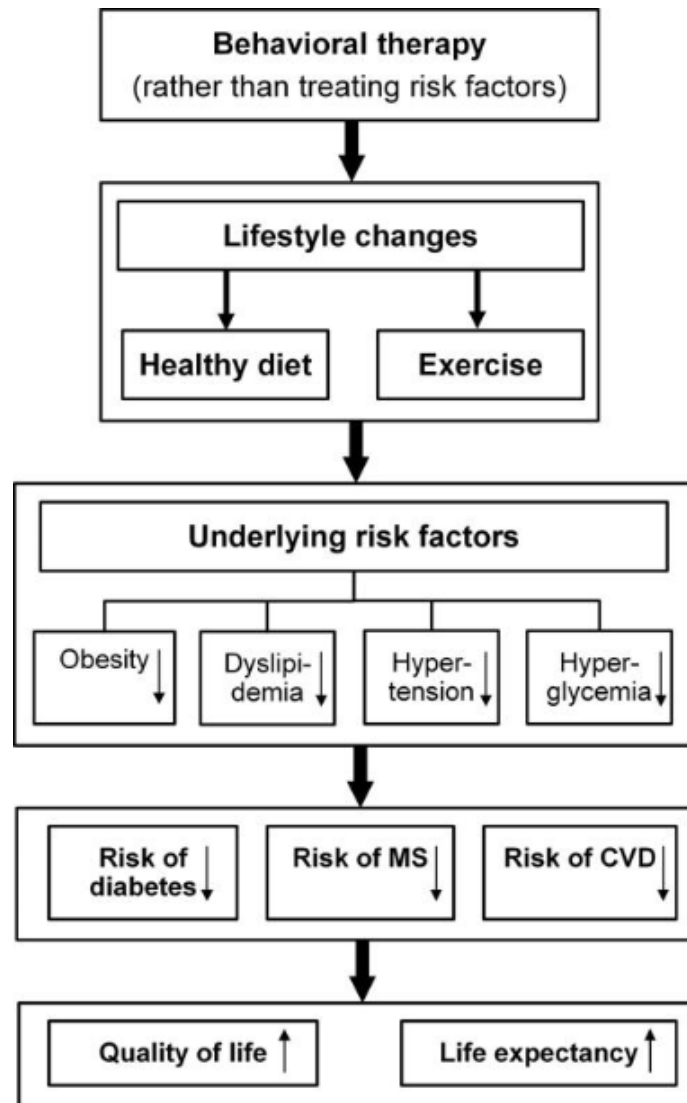 Behavioral therapy
(rather than treating risk factors)
Lifestyle changes
Healthy diet
Exercise
Underlying risk factors
Obesity
Dyslipi-
demia
Hyper-
tension
Hyper-
glycemia
Risk of
diabetes
Risk of MS
Risk of CVD
Quality of life
Life expectancy